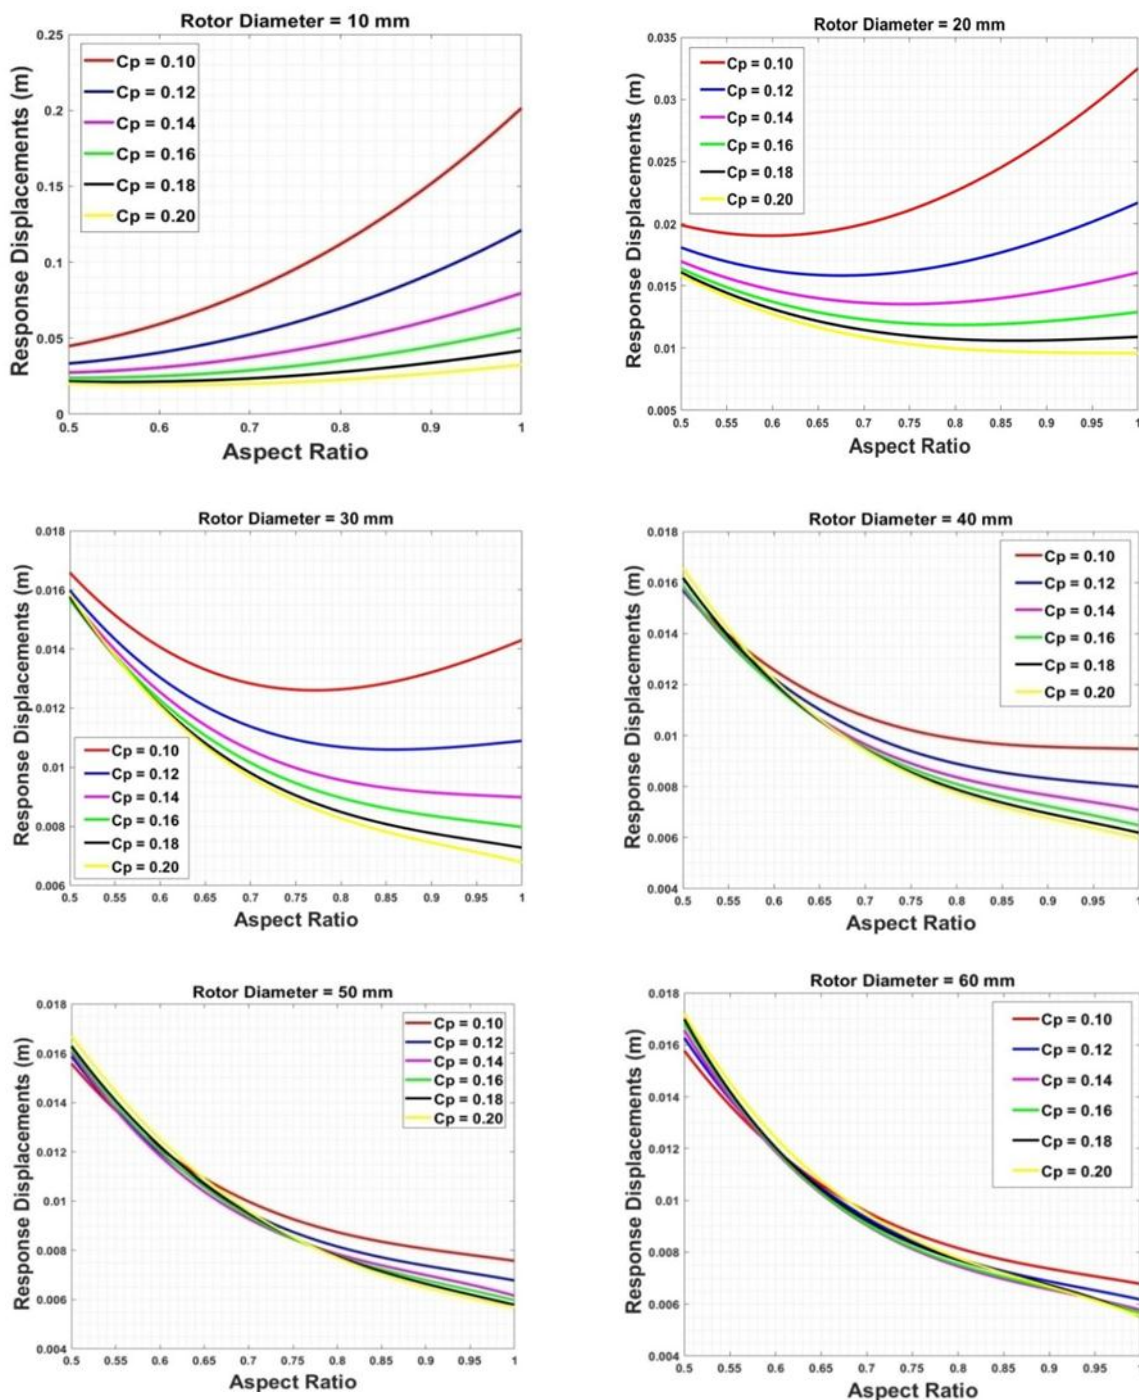 Rotor Diameter = 10 mm
Response Displacements (m)
0.25
0.2
0.15
0.1
0.05
0
Cp = 0.10
Cp = 0.12
Cp = 0.14
Cp = 0.16
Cp = 0.18
Cp = 0.20
0.5 0.6 0.7 0.8 0.9 1
Aspect Ratio
Rotor Diameter = 20 mm
Response Displacements (m)
0.035
0.03
0.025
0.02
0.015
0.01
0.005
Cp = 0.10
Cp = 0.12
Cp = 0.14
Cp = 0.16
Cp = 0.18
Cp = 0.20
0.5 0.55 0.6 0.65 0.7 0.75 0.8 0.85 0.9 0.95 1
Aspect Ratio
Rotor Diameter = 30 mm
Response Displacements (m)
0.018
0.016
0.014
0.012
0.01
0.008
0.006
Cp = 0.10
Cp = 0.12
Cp = 0.14
Cp = 0.16
Cp = 0.18
Cp = 0.20
0.5 0.55 0.6 0.65 0.7 0.75 0.8 0.85 0.9 0.95 1
Aspect Ratio
Rotor Diameter = 40 mm
Response Displacements (m)
0.018
0.016
0.014
0.012
0.01
0.008
0.006
0.004
Cp = 0.10
Cp = 0.12
Cp = 0.14
Cp = 0.16
Cp = 0.18
Cp = 0.20
0.5 0.55 0.6 0.65 0.7 0.75 0.8 0.85 0.9 0.95 1
Aspect Ratio
Rotor Diameter = 50 mm
Response Displacements (m)
0.018
0.016
0.014
0.012
0.01
0.008
0.006
0.004
Cp = 0.10
Cp = 0.12
Cp = 0.14
Cp = 0.16
Cp = 0.18
Cp = 0.20
0.5 0.55 0.6 0.65 0.7 0.75 0.8 0.85 0.9 0.95 1
Aspect Ratio
Rotor Diameter = 60 mm
Response Displacements (m)
0.018
0.016
0.014
0.012
0.01
0.008
0.006
0.004
Cp = 0.10
Cp = 0.12
Cp = 0.14
Cp = 0.16
Cp = 0.18
Cp = 0.20
0.5 0.55 0.6 0.65 0.7 0.75 0.8 0.85 0.9 0.95 1
Aspect Ratio